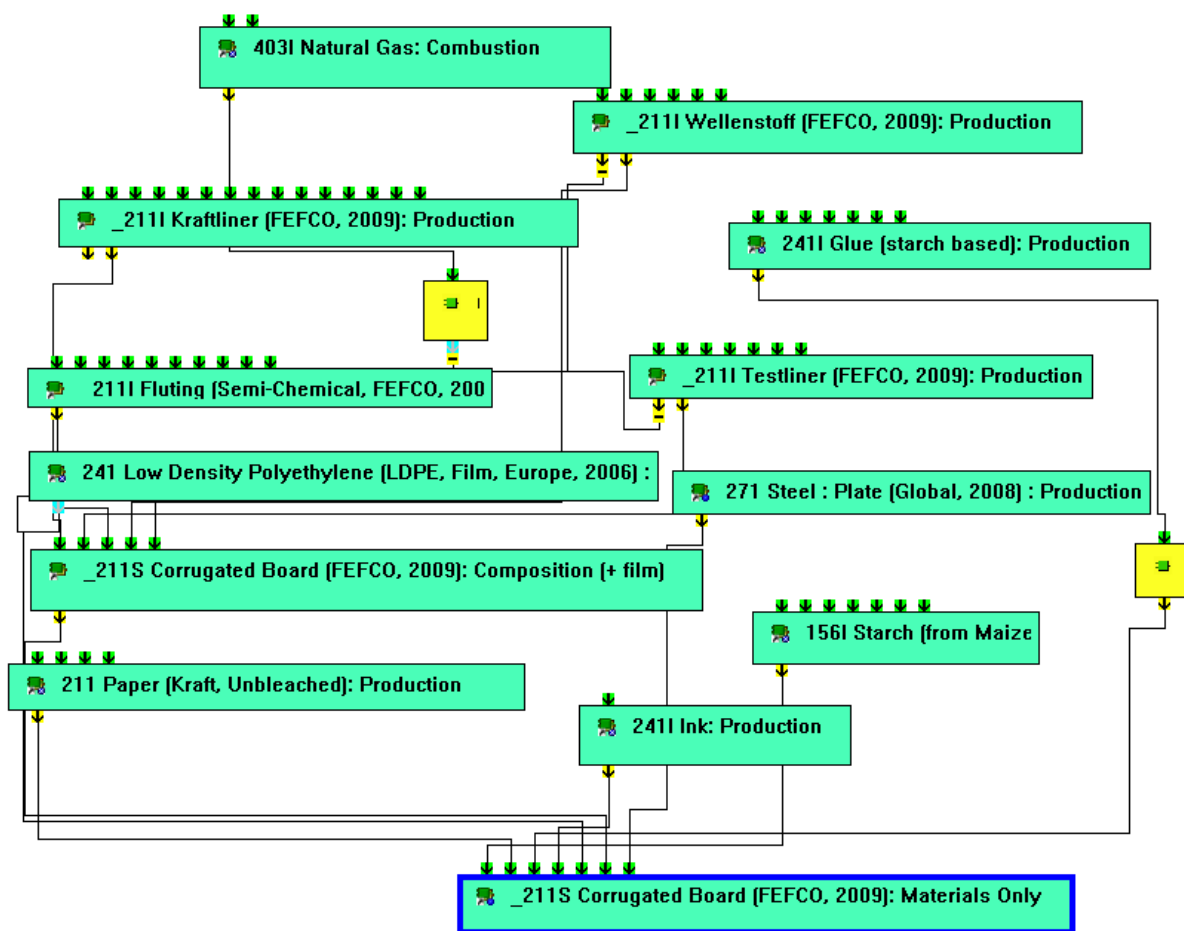 403I Natural Gas: Combustion
_211I Wellenstoff (FEFCO, 2009): Production
_211I Kraftliner (FEFCO, 2009): Production
241I Glue (starch based): Production
211I Fluting (Semi-Chemical, FEFCO, 200
_211I Testliner (FEFCO, 2009): Production
241 Low Density Polyethylene (LDPE, Film, Europe, 2006) :
271 Steel : Plate (Global, 2008) : Production
_211S Corrugated Board (FEFCO, 2009): Composition (+ film)
156I Starch (from Maize
211 Paper (Kraft, Unbleached): Production
241I Ink: Production
_211S Corrugated Board (FEFCO, 2009): Materials Only